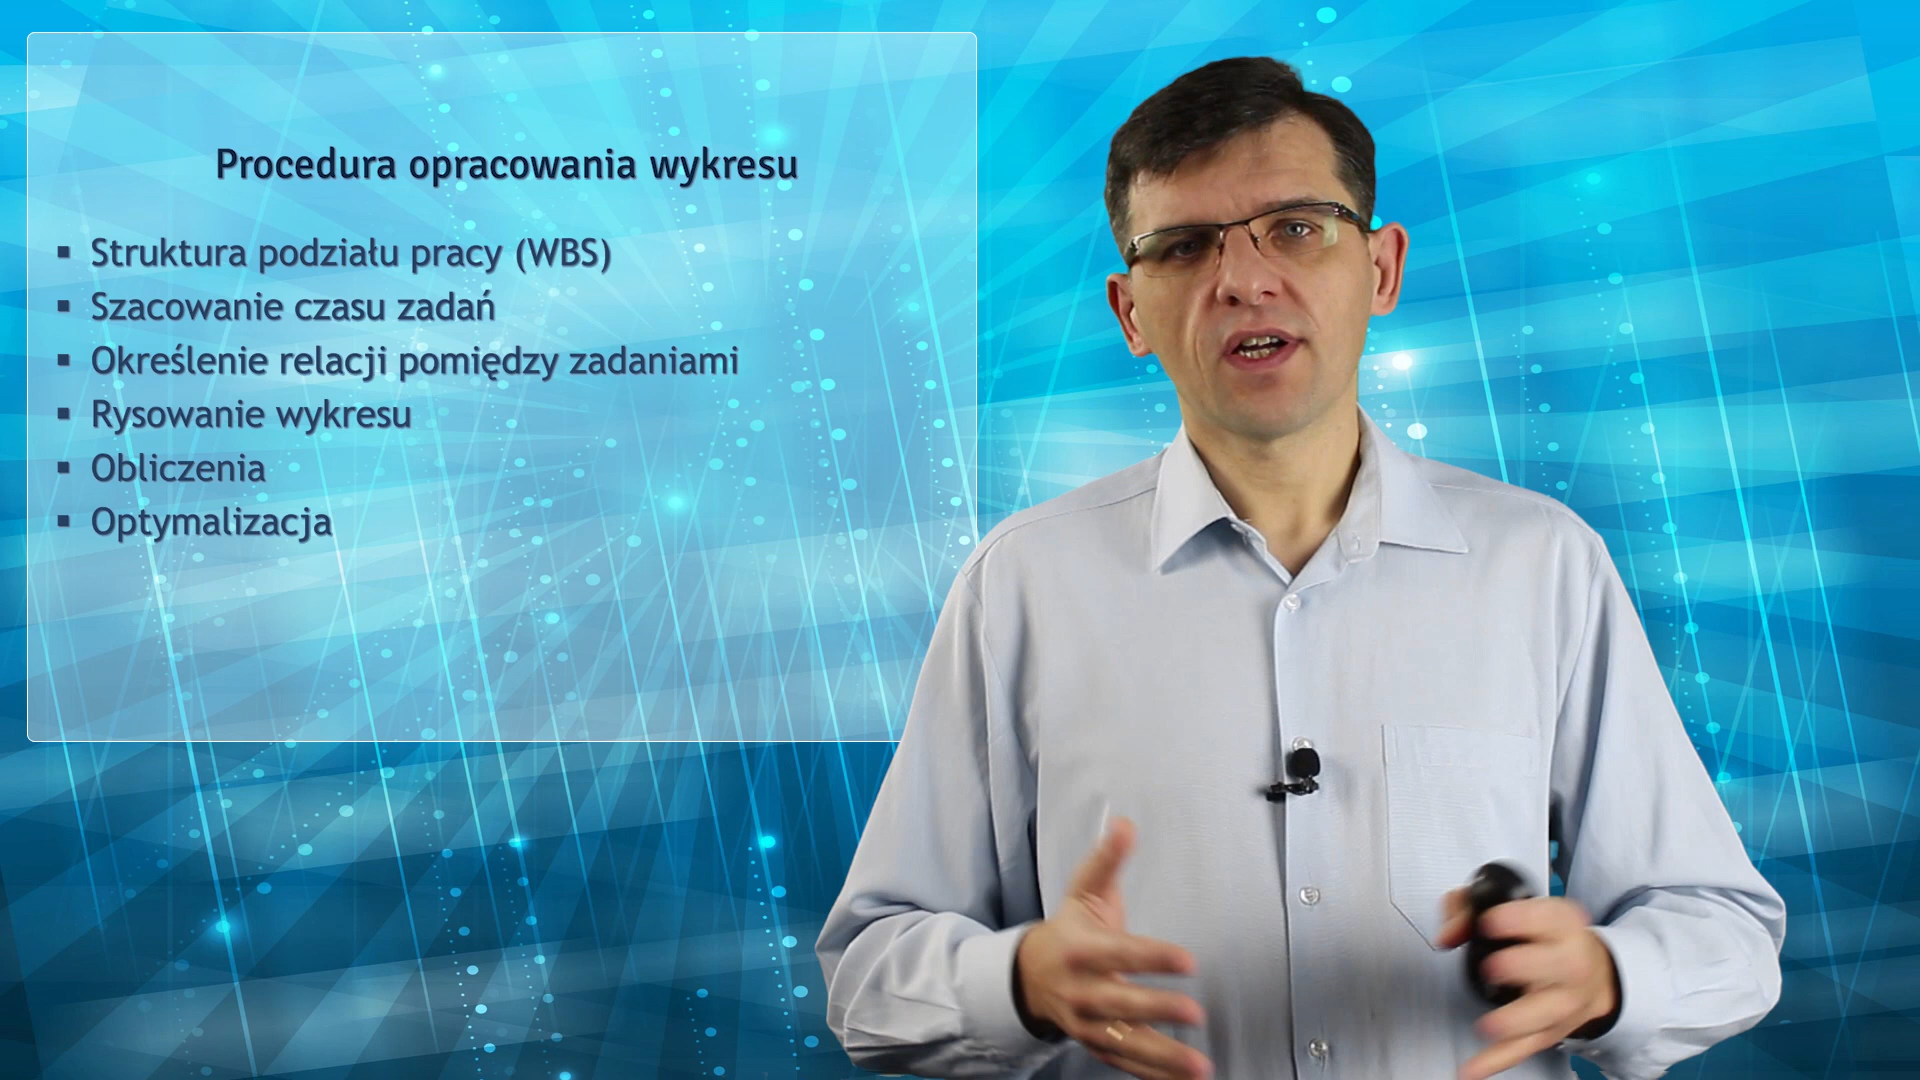 Procedura opracowania wykresu
▪ Struktura podziału pracy (WBS)
▪ Szacowanie czasu zadań
▪ Określenie relacji pomiędzy zadaniami
▪ Rysowanie wykresu
▪ Obliczenia
▪ Optymalizacja